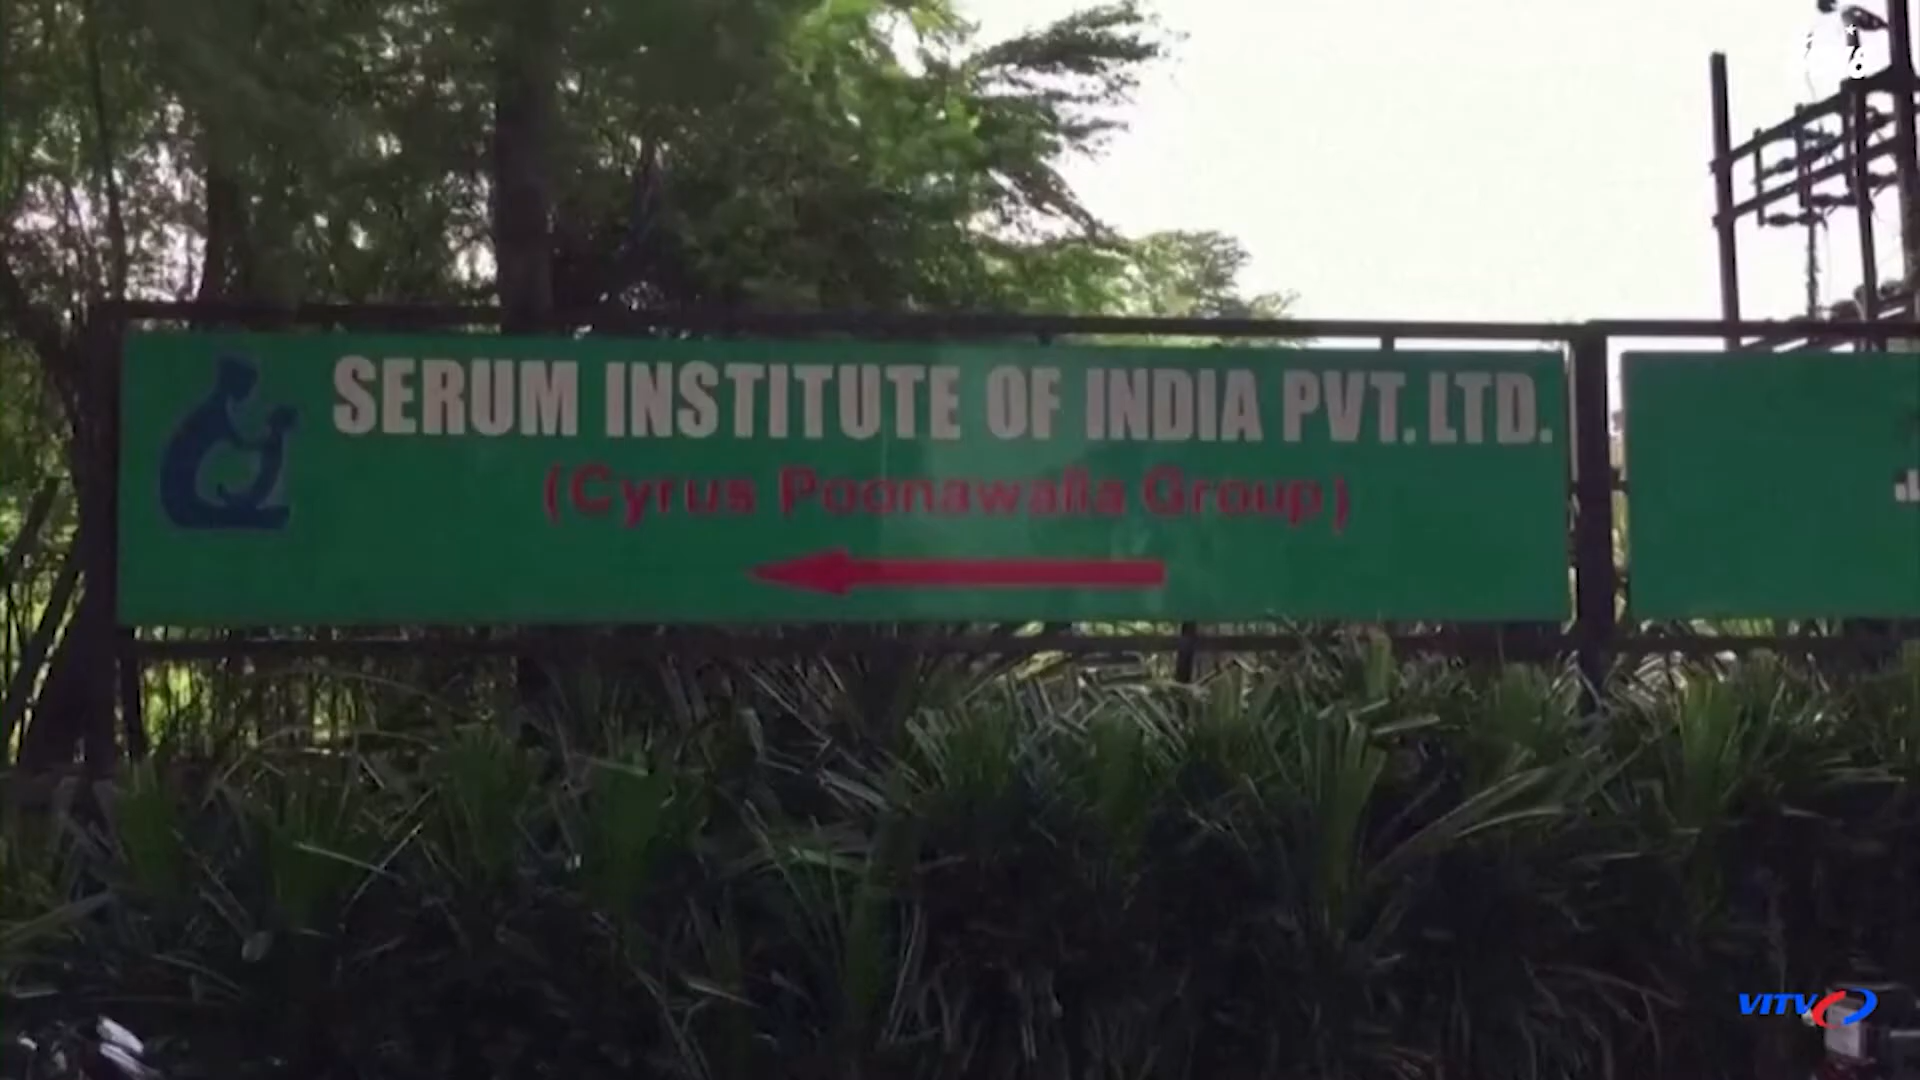 SERUM INSTITUTE OF INDIA PVT. LTD.
(Cyrus Poonawalla Group)
VITV